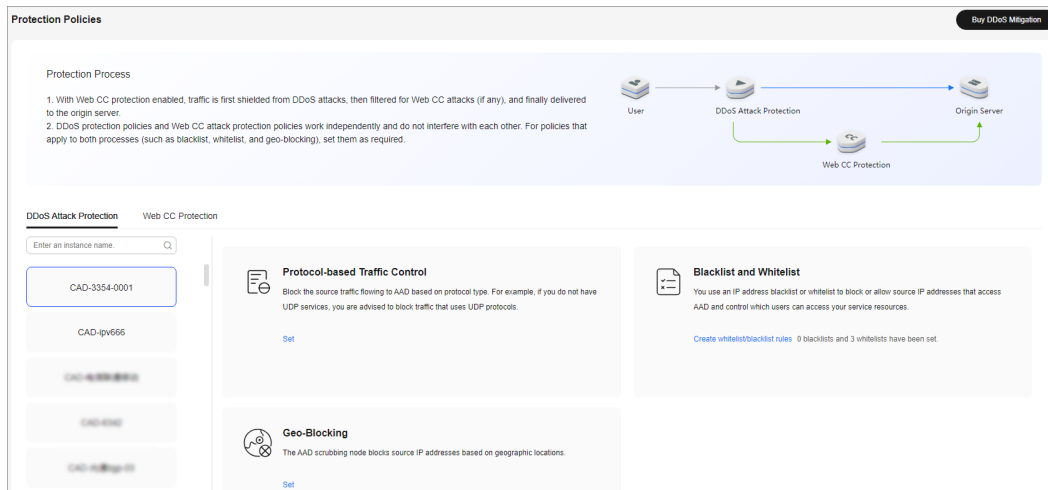 Protection Policies
Buy DDoS Mitigation
Protection Process
1. With Web CC protection enabled, traffic is first shielded from DDoS attacks, then filtered for Web CC attacks (if any), and finally delivered
to the origin server.
2. DDoS protection policies and Web CC attack protection policies work independently and do not interfere with each other. For policies that
apply to both processes (such as blacklist, whitelist, and geo-blocking), set them as required.
User
DDoS Attack Protection
Origin Server
CC
Web CC Protection
DDoS Attack Protection
Web CC Protection
Enter an instance name.
CAD-3354-0001
CAD-ipv666
CAD-
CAD-6342
CAD-
Protocol-based Traffic Control
Block the source traffic flowing to AAD based on protocol type. For example, if you do not have
UDP services, you are advised to block traffic that uses UDP protocols.
Set
Blacklist and Whitelist
You use an IP address blacklist or whitelist to block or allow source IP addresses that access
AAD and control which users can access your service resources.
Create whitelist/blacklist rules 0 blacklists and 3 whitelists have been set.
Geo-Blocking
The AAD scrubbing node blocks source IP addresses based on geographic locations.
Set